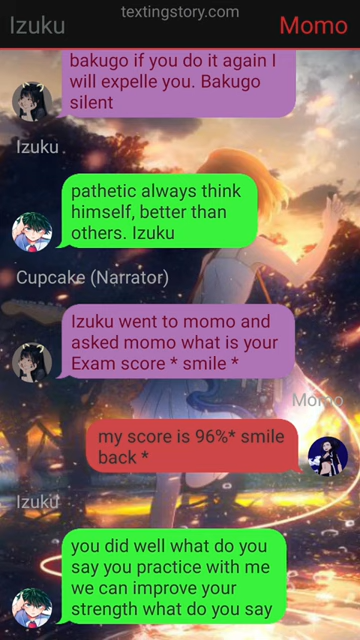 textingstory.com
Izuku
Momo
bakugo if you do it again I
will expelle you. Bakugo
silent
Izuku
pathetic always think
himself, better than
others. Izuku
Cupcake (Narrator)
Izuku went to momo and
asked momo what is your
Exam score * smile *
Momo
my score is 96%* smile
back *
Izuku
you did well what do you
say you practice with me
we can improve your
strength what do you say